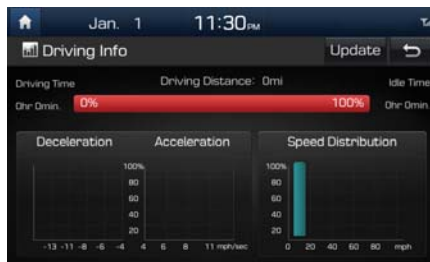 Jan. 1 11:30PM
Driving Info Update
Driving Time Driving Distance: 0mi Idle Time
0hr 0min. 0% 100% 0hr 0min.
Deceleration Acceleration Speed Distribution
100% 100%
80 80
60 60
40 40
20 20
-13 -11 -8 -6 -4 4 6 8 11 mph/sec 0 20 40 60 80 mph